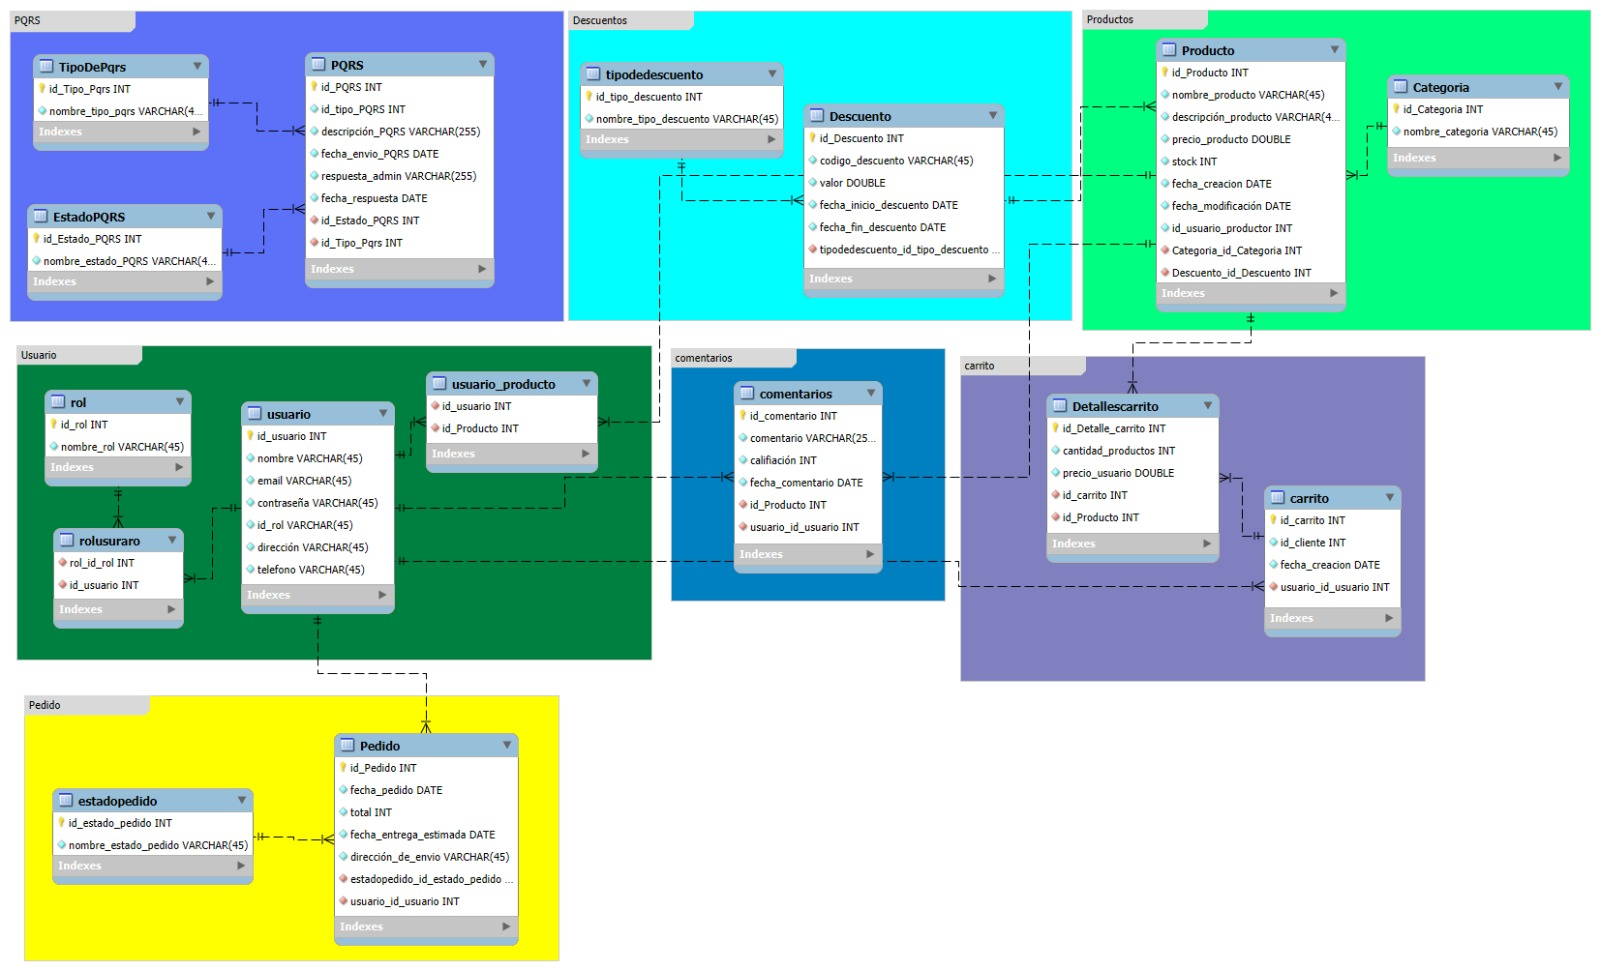 PQRS
TipoDePqrs
id_Tipo_Pqrs INT
nombre_tipo_pqrs VARCHAR(4...
Indexes
PQRS
id_PQRS INT
id_tipo_PQRS INT
descripción_PQRS VARCHAR(255)
fecha_envio_PQRS DATE
respuesta_admin VARCHAR(255)
fecha_respuesta DATE
id_Estado_PQRS INT
id_Tipo_Pqrs INT
Indexes
EstadoPQRS
id_Estado_PQRS INT
nombre_estado_PQRS VARCHAR(4...
Indexes
Descuentos
tipodedescuento
id_tipo_descuento INT
nombre_tipo_descuento VARCHAR(45)
Indexes
Descuento
id_Descuento INT
codigo_descuento VARCHAR(45)
valor DOUBLE
fecha_inicio_descuento DATE
fecha_fin_descuento DATE
tipodedescuento_id_tipo_descuento ...
Indexes
Productos
Producto
id_Producto INT
nombre_producto VARCHAR(45)
descripción_producto VARCHAR(4...
precio_producto DOUBLE
stock INT
fecha_creacion DATE
fecha_modificación DATE
id_usuario_productor INT
Categoria_id_Categoria INT
Descuento_id_Descuento INT
Indexes
Categoria
id_Categoria INT
nombre_categoria VARCHAR(45)
Indexes
Usuario
rol
id_rol INT
nombre_rol VARCHAR(45)
Indexes
rolusuraro
rol_id_rol INT
id_usuario INT
Indexes
usuario
id_usuario INT
nombre VARCHAR(45)
email VARCHAR(45)
contraseña VARCHAR(45)
id_rol VARCHAR(45)
dirección VARCHAR(45)
telefono VARCHAR(45)
Indexes
usuario_producto
id_usuario INT
id_Producto INT
Indexes
comentarios
comentarios
id_comentario INT
comentario VARCHAR(25...
califiación INT
fecha_comentario DATE
id_Producto INT
usuario_id_usuario INT
Indexes
carrito
Detallescarrito
id_Detalle_carrito INT
cantidad_productos INT
precio_usuario DOUBLE
id_carrito INT
id_Producto INT
Indexes
carrito
id_carrito INT
id_cliente INT
fecha_creacion DATE
usuario_id_usuario INT
Indexes
Pedido
estadopedido
id_estado_pedido INT
nombre_estado_pedido VARCHAR(45)
Indexes
Pedido
id_Pedido INT
fecha_pedido DATE
total INT
fecha_entrega_estimada DATE
dirección_de_envio VARCHAR(45)
estadopedido_id_estado_pedido ...
usuario_id_usuario INT
Indexes